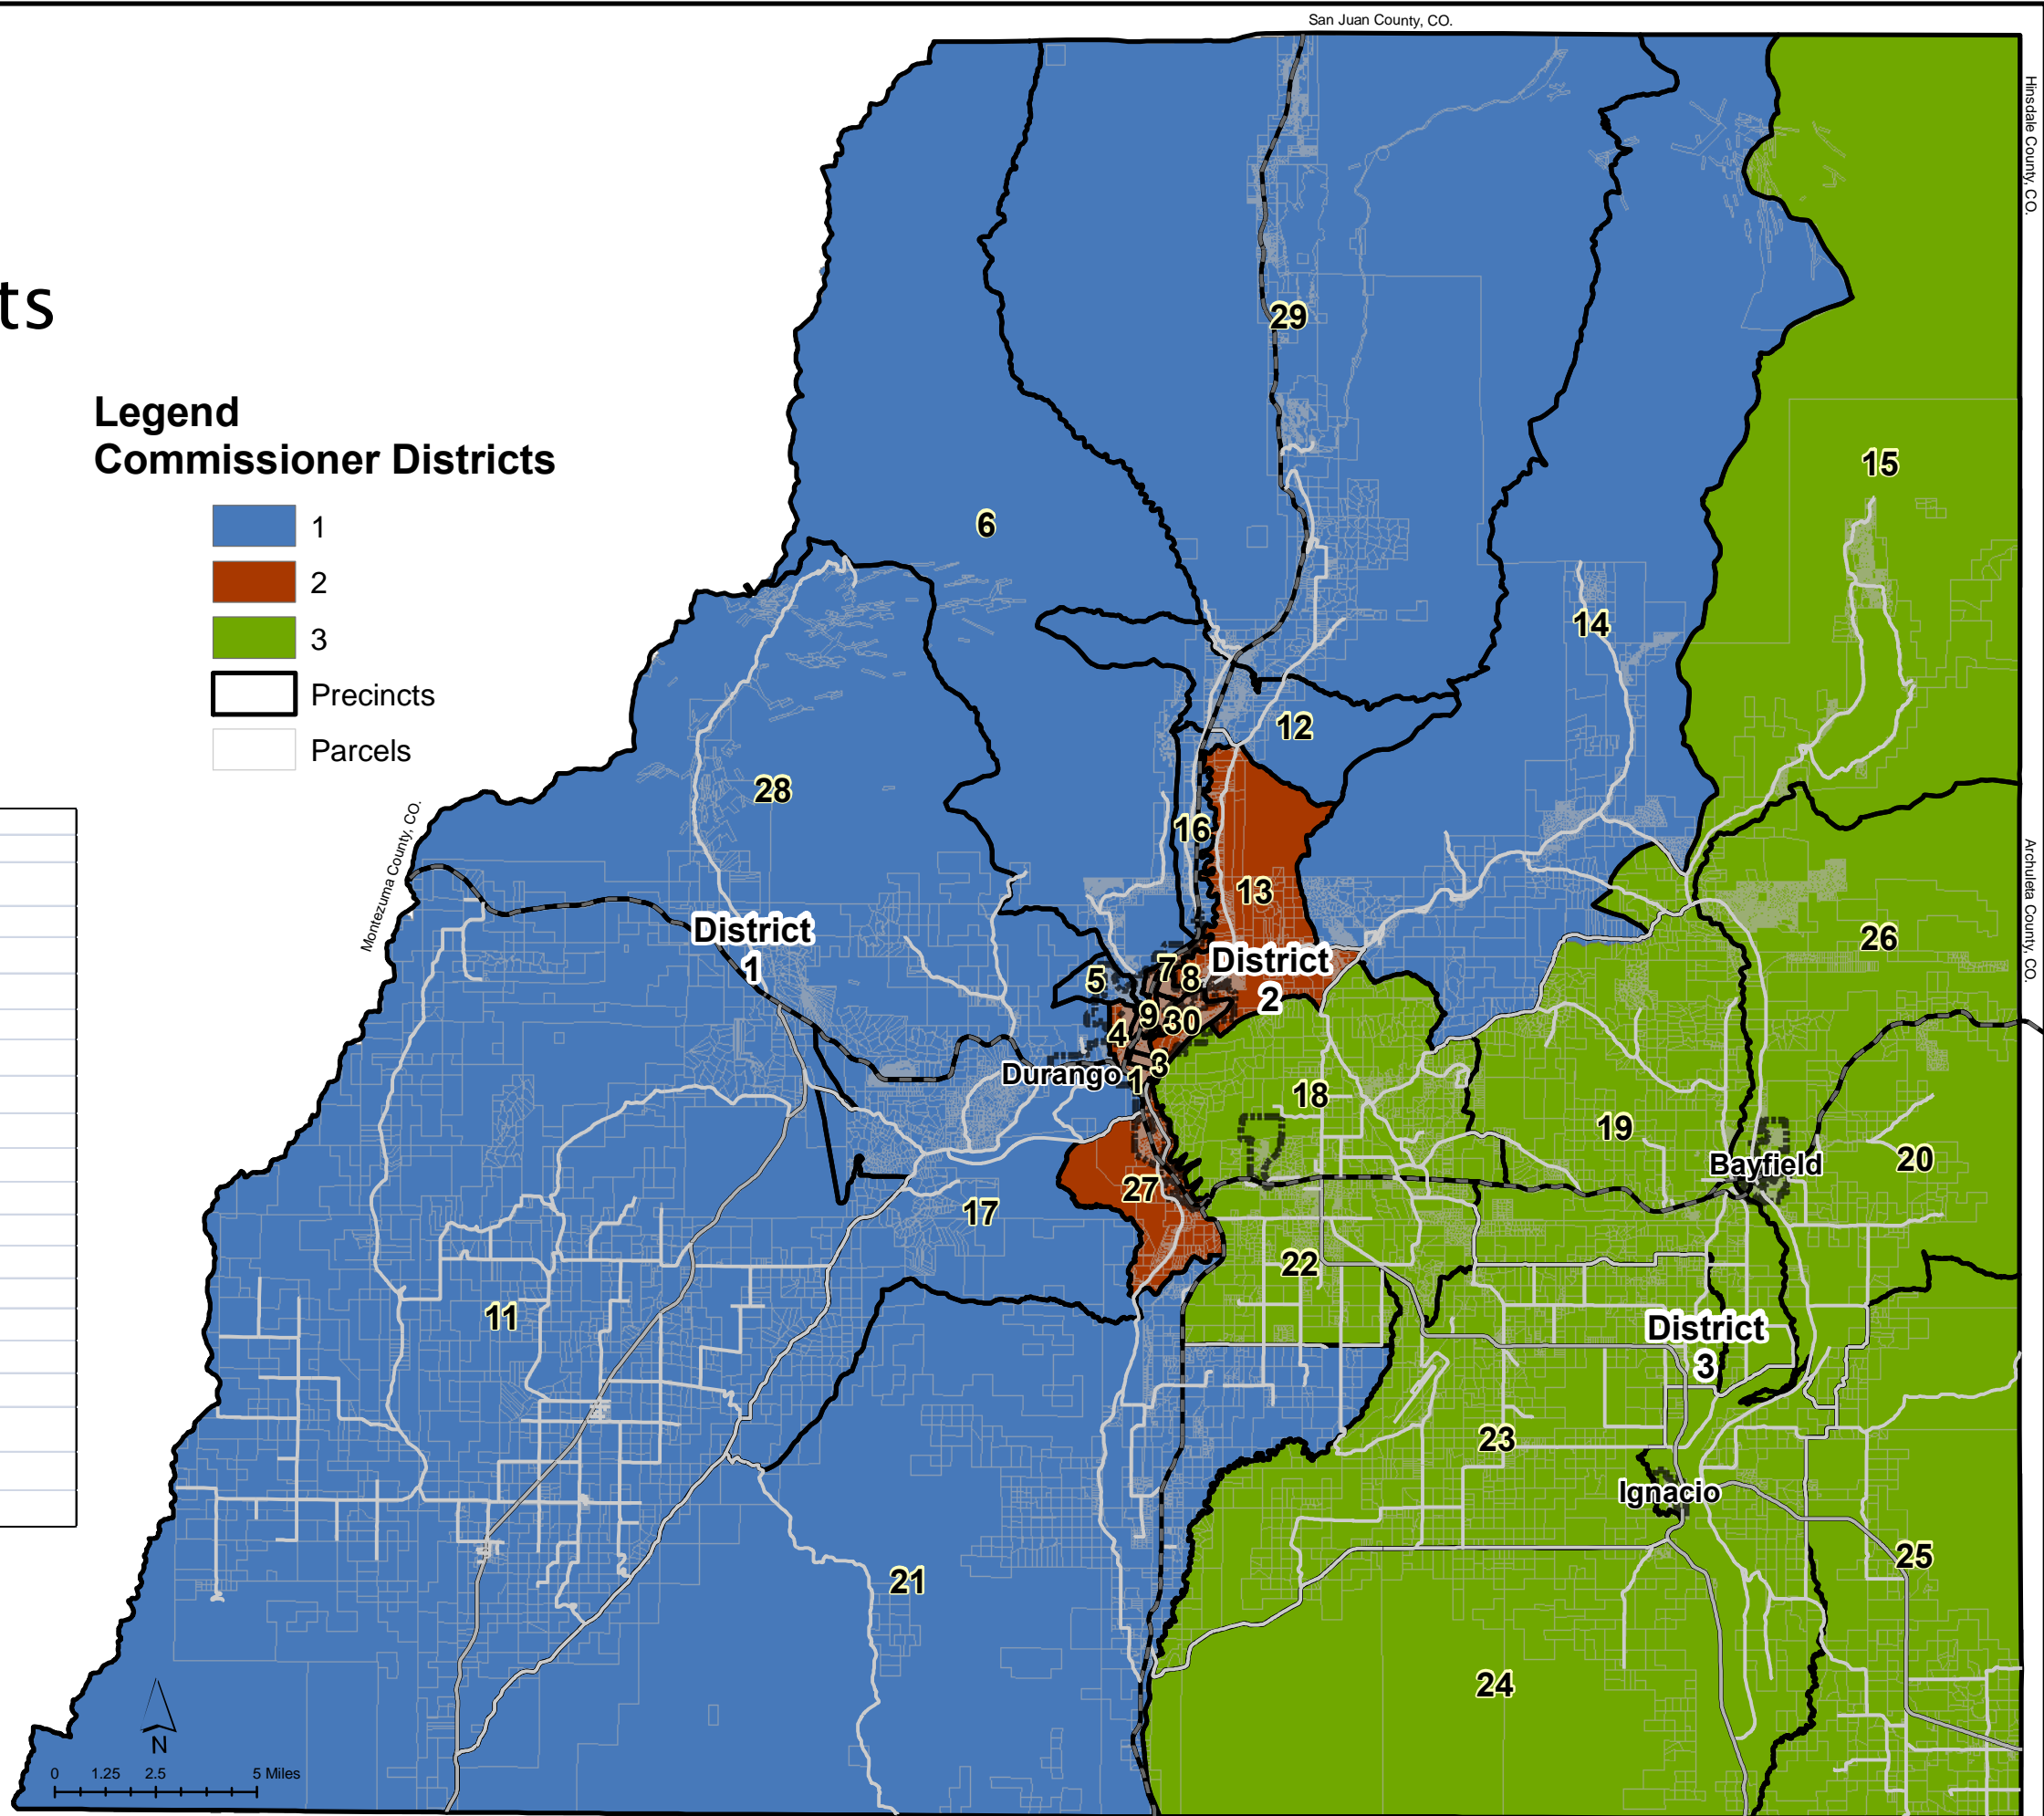 San Juan County, CO.
Hinsdale County, CO.
ts
Legend
Commissioner Districts
1
2
3
Precincts
Parcels
29
15
6
14
12
28
16
13
Montezuma County, CO.
Archuleta County, CO.
District
1
26
District
2
7
8
5
9
30
4
3
Durango
1
18
19
Bayfield
20
27
17
22
11
District
3
23
Ignacio
25
21
24
N
0 1.25 2.5 5 Miles